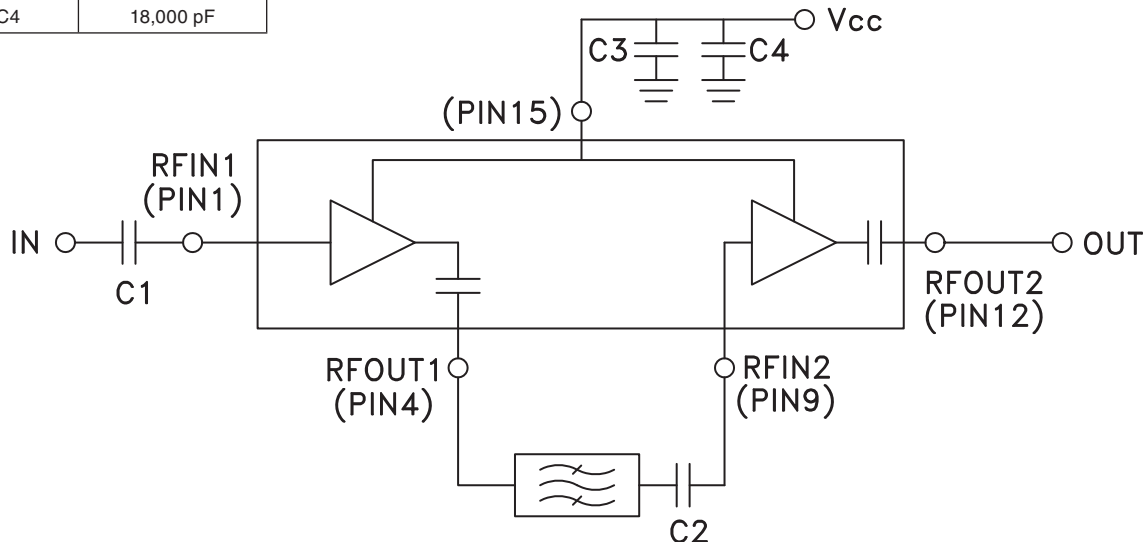 C4 18,000 pF
Vcc
C3 C4
(PIN15)
RFIN1
(PIN1)
IN
C1
OUT
RFOUT2
(PIN12)
RFOUT1
(PIN4)
RFIN2
(PIN9)
C2